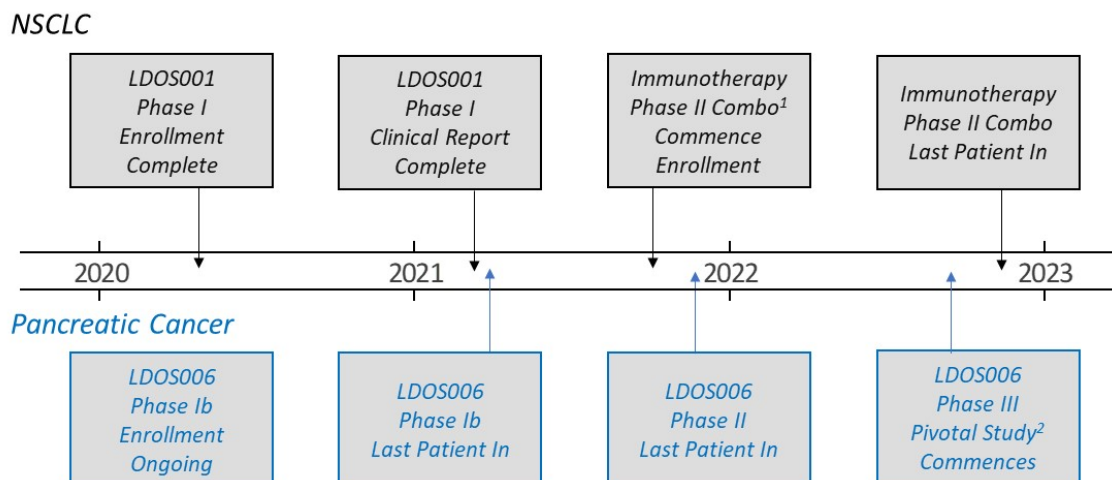 NSCLC
LDOS001
Phase I
Enrollment
Complete
LDOS001
Phase I
Clinical Report
Complete
Immunotherapy
Phase II Combo¹
Commence
Enrollment
Immunotherapy
Phase II Combo
Last Patient In
2020
2021
2022
2023
Pancreatic Cancer
LDOS006
Phase Ib
Enrollment
Ongoing
LDOS006
Phase Ib
Last Patient In
LDOS006
Phase II
Last Patient In
LDOS006
Phase III
Pivotal Study²
Commences